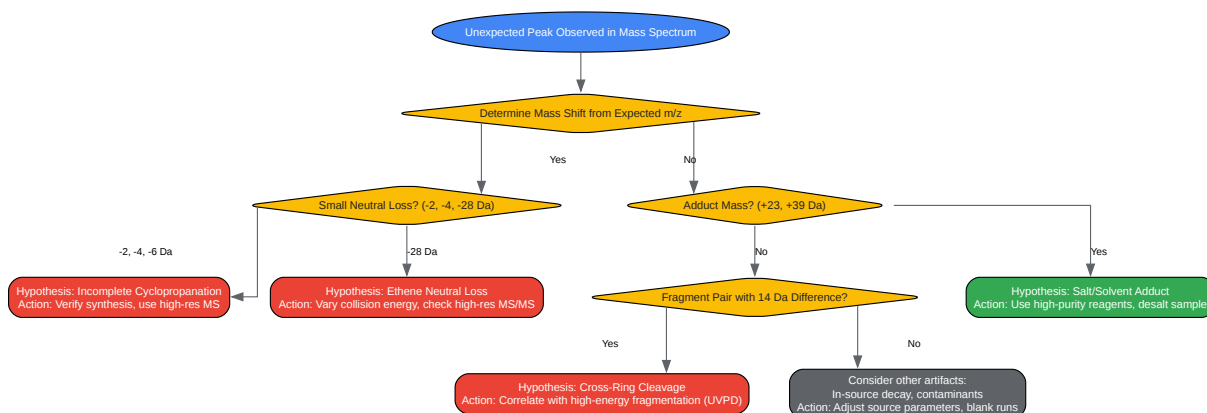 Unexpected Peak Observed in Mass Spectrum
Determine Mass Shift from Expected m/z
Yes
No
Small Neutral Loss? (-2, -4, -28 Da)
Adduct Mass? (+23, +39 Da)
-2, -4, -6 Da
-28 Da
No
Yes
Hypothesis: Incomplete Cyclopropanation
Action: Verify synthesis, use high-res MS
Hypothesis: Ethene Neutral Loss
Action: Vary collision energy, check high-res MS/MS
Fragment Pair with 14 Da Difference?
Hypothesis: Salt/Solvent Adduct
Action: Use high-purity reagents, desalt sample
Yes
No
Hypothesis: Cross-Ring Cleavage
Action: Correlate with high-energy fragmentation (UVPD)
Consider other artifacts:
In-source decay, contaminants
Action: Adjust source parameters, blank runs